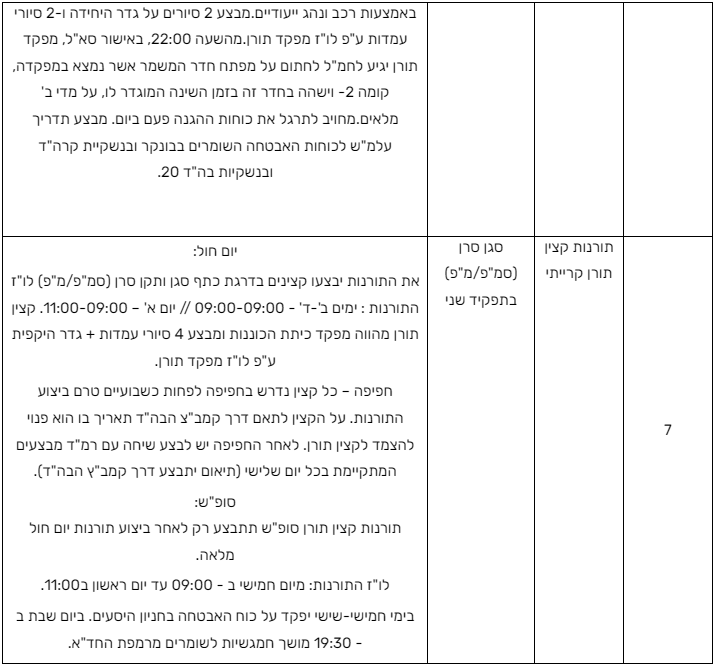 באמצעות רכב ונהג ייעודיים.מבצע 2 סיורים על גדר היחידה ו-2 סיורי
עמדות ע"פ לו"ז מפקד תורן.מהשעה 22:00, באישור סא"ל, מפקד
תורן יגיע לחמ"ל לחתום על מפתח חדר המשמר אשר נמצא במפקדה,
קומה 2- וישהה בחדר זה בזמן השינה המוגדר לו, על מדי ב'
מלאים.מחויב לתרגל את כוחות ההגנה פעם ביום. מבצע תדריך
עלמ"ש לכוחות האבטחה השומרים בבונקר ובנשקיית קרה"ד
ובנשקיות בה"ד 20.
7
תורנות קצין
תורן קרייתי
סגן סרן
(סמ"פ/מ"פ)
בתפקיד שני
יום חול:
את התורנות יבצעו קצינים בדרגת כתף סגן ותקן סרן (סמ"פ/מ"פ) לו"ז
התורנות : ימים ב'-ד' - 09:00-09:00 // יום א' – 11:00-09:00. קצין
תורן מהווה מפקד כיתת הכוננות ומבצע 4 סיורי עמדות + גדר היקפית
ע"פ לו"ז מפקד תורן.
חפיפה – כל קצין נדרש בחפיפה לפחות כשבועיים טרם ביצוע
התורנות. על הקצין לתאם דרך קמב"צ הבה"ד תאריך בו הוא פנוי
להצמד לקצין תורן. לאחר החפיפה יש לבצע שיחה עם רמ"ד מבצעים
המתקיימת בכל יום שלישי (תיאום יתבצע דרך קמב"ץ הבה"ד).
סופ"ש:
תורנות קצין תורן סופ"ש תתבצע רק לאחר ביצוע תורנות יום חול
מלאה.
לו"ז התורנות: מיום חמישי ב - 09:00 עד יום ראשון ב11:00.
בימי חמישי-שישי יפקד על כוח האבטחה בחניון היסעים. ביום שבת ב
- 19:30 מושך חמגשיות לשומרים מרמפת החד"א.